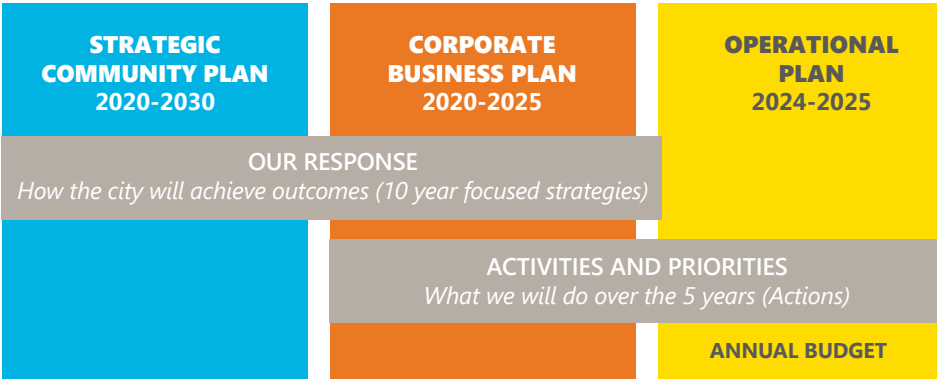 STRATEGIC
COMMUNITY PLAN
2020-2030
CORPORATE
BUSINESS PLAN
2020-2025
OPERATIONAL
PLAN
2024-2025
OUR RESPONSE
How the city will achieve outcomes (10 year focused strategies)
ACTIVITIES AND PRIORITIES
What we will do over the 5 years (Actions)
ANNUAL BUDGET